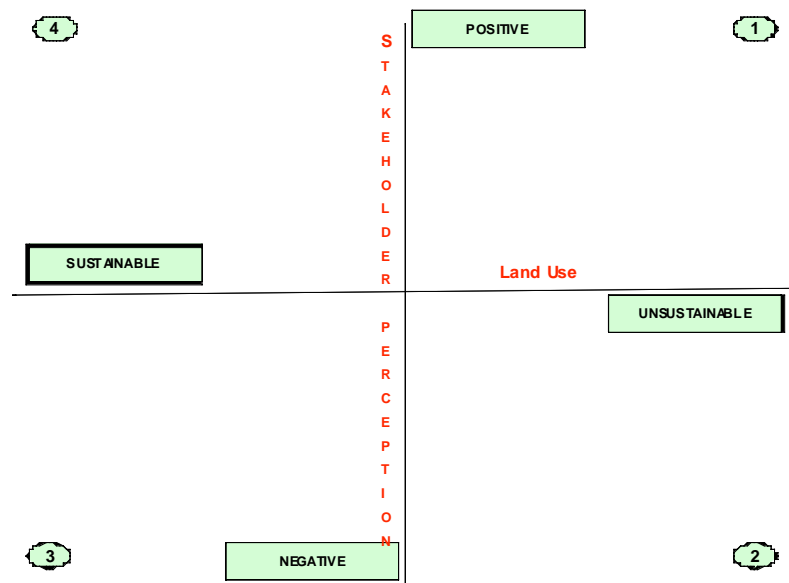 4
POSITIVE
1
STAKEHOLDER PERCEPTION
SUSTAINABLE
Land Use
UNSUSTAINABLE
3
NEGATIVE
2